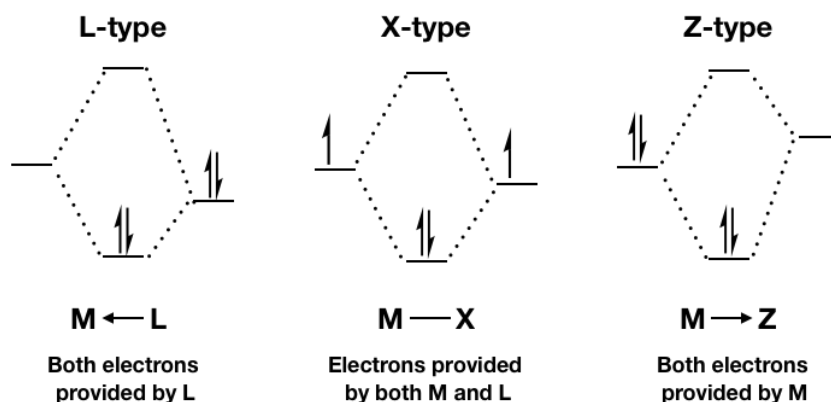 L-type
X-type
Z-type
M L
M X
M Z
Both electrons
provided by L
Electrons provided
by both M and L
Both electrons
provided by M